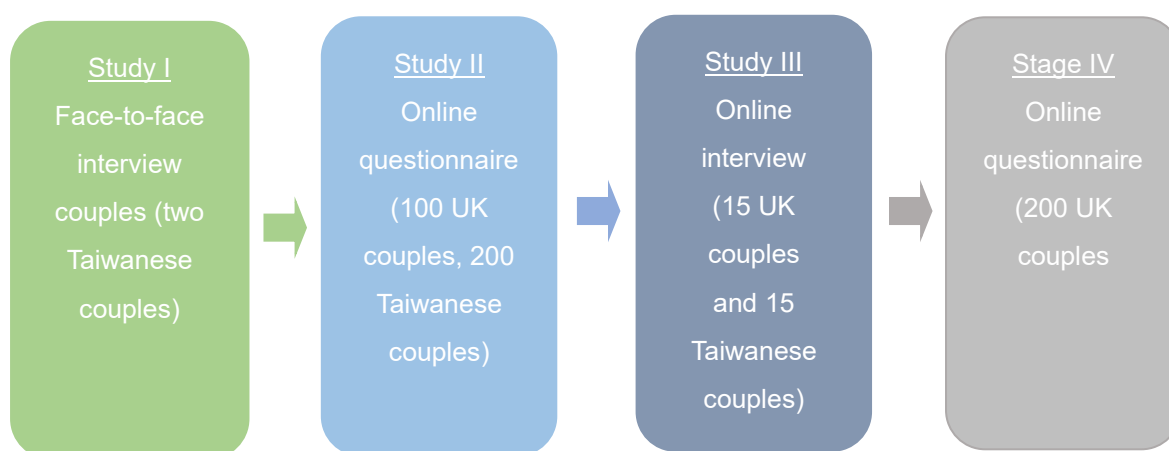 Study I
Face-to-face
interview
couples (two
Taiwanese
couples)
Study II
Online
questionnaire
(100 UK
couples, 200
Taiwanese
couples)
Study III
Online
interview
(15 UK
couples
and 15
Taiwanese
couples)
Stage IV
Online
questionnaire
(200 UK
couples